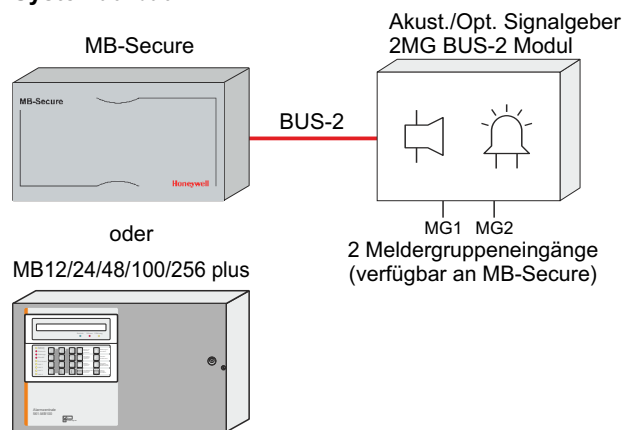 MB-Secure
Akust./Opt. Signalgeber
2MG BUS-2 Modul
MB-Secure
BUS-2
Honeywell
MG1 MG2
2 Meldergruppeneingänge
(verfügbar an MB-Secure)
oder
MB12/24/48/100/256 plus